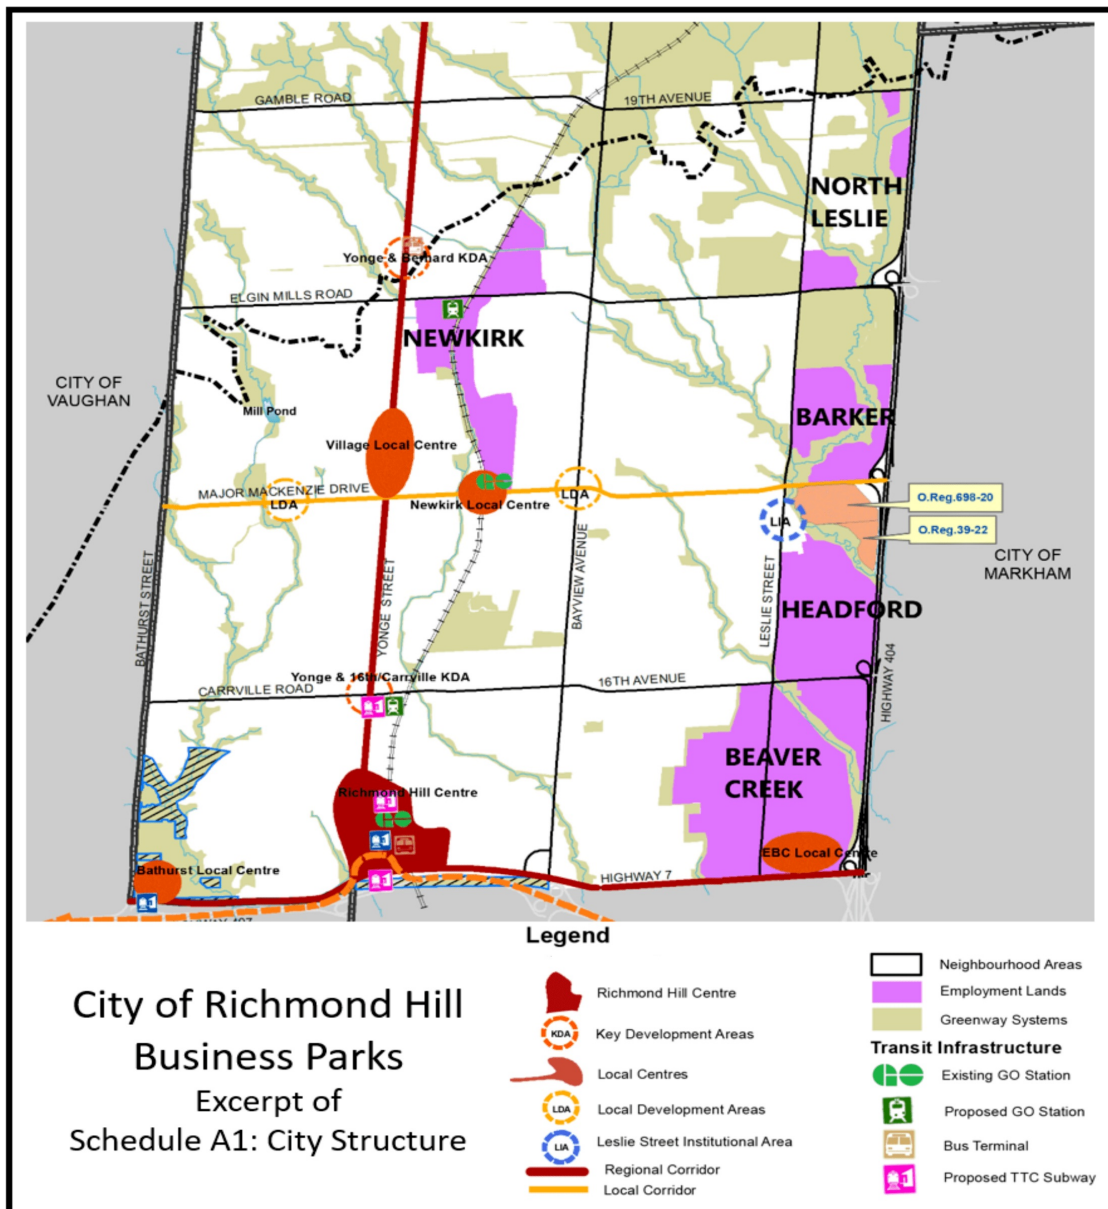 GAMBLE ROAD
19TH AVENUE
NORTH
LESLIE
Yonge & Bernard KDA
ELGIN MILLS ROAD
NEWKIRK
CITY OF
VAUGHAN
Mill Pond
BARKER
Village Local Centre
MAJOR MACKENZIE DRIVE
LDA
Newkirk Local Centre
LDA
O.Reg.698-20
LIA
O.Reg.39-22
CITY OF
MARKHAM
BATHURST STREET
YONGE STREET
BAYVIEW AVENUE
LESLIE STREET
HEADFORD
HIGHWAY 404
Yonge & 16th/Carrville KDA
CARRVILLE ROAD
16TH AVENUE
BEAVER
CREEK
Richmond Hill Centre
EBC Local Centre
Bathurst Local Centre
HIGHWAY 7
Legend
City of Richmond Hill
Business Parks
Excerpt of
Schedule A1: City Structure
Richmond Hill Centre
KDA
Key Development Areas
Local Centres
LDA
Local Development Areas
LIA
Leslie Street Institutional Area
Regional Corridor
Local Corridor
Neighbourhood Areas
Employment Lands
Greenway Systems
Transit Infrastructure
Existing GO Station
Proposed GO Station
Bus Terminal
Proposed TTC Subway